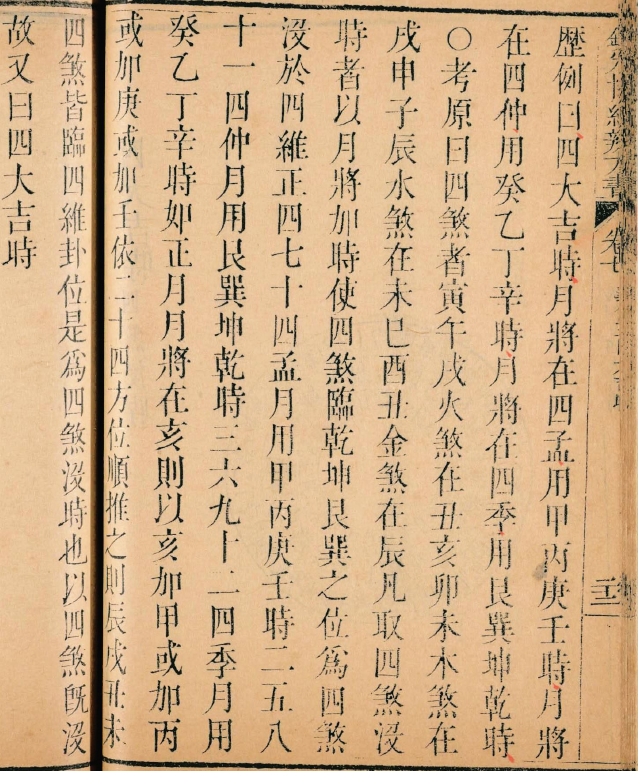 欽定協紀辨方書 卷七
歷例曰四大吉時月將在四孟用甲丙庚壬時月將
在四仲用癸乙丁辛時月將在四季用艮巽坤乾時
○考原曰四煞者寅午戌火煞在丑亥卯未木煞在
戌申子辰水煞在未巳酉丑金煞在辰凡取四煞沒
時者以月將加時使四煞臨乾坤艮巽之位爲四煞
沒於四維正四七十四孟月用甲丙庚壬時二五八
十一四仲月用艮巽坤乾時三六九十二四季月用
癸乙丁辛時如正月月將在亥則以亥加甲或加丙
或加庚或加壬依二十四方位順推之則辰戌丑未
四煞皆臨四維卦位是爲四煞沒時也以四煞旣沒
故又曰四大吉時